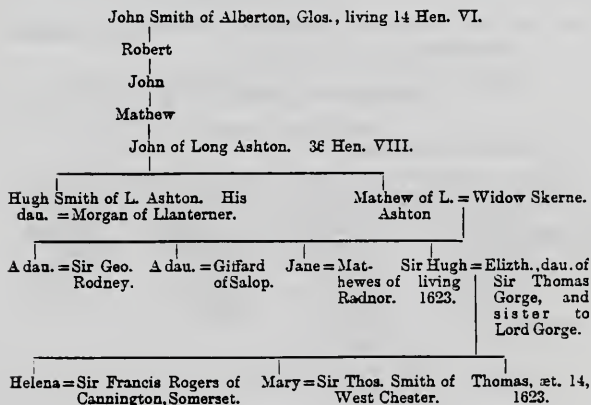 John Smith of Alberton, Glos., living 14 Hen. VI.
Robert
John
Mathew
John of Long Ashton. 36 Hen. VIII.
Hugh Smith of L. Ashton. His
dau. = Morgan of Llanterner.
Mathew of L. = Widow Skerne.
Ashton
A dau. = Sir Geo.
Rodney.
A dau. = Giffard
of Salop.
Jane = Mat-
hewes of
Radnor.
Sir Hugh = Elizth., dau. of
living
1623.
Sir Thomas
Gorge, and
sister to
Lord Gorge.
Helena = Sir Francis Rogers of
Cannington, Somerset.
Mary = Sir Thos. Smith of
West Chester.
Thomas, æt. 14,
1623.